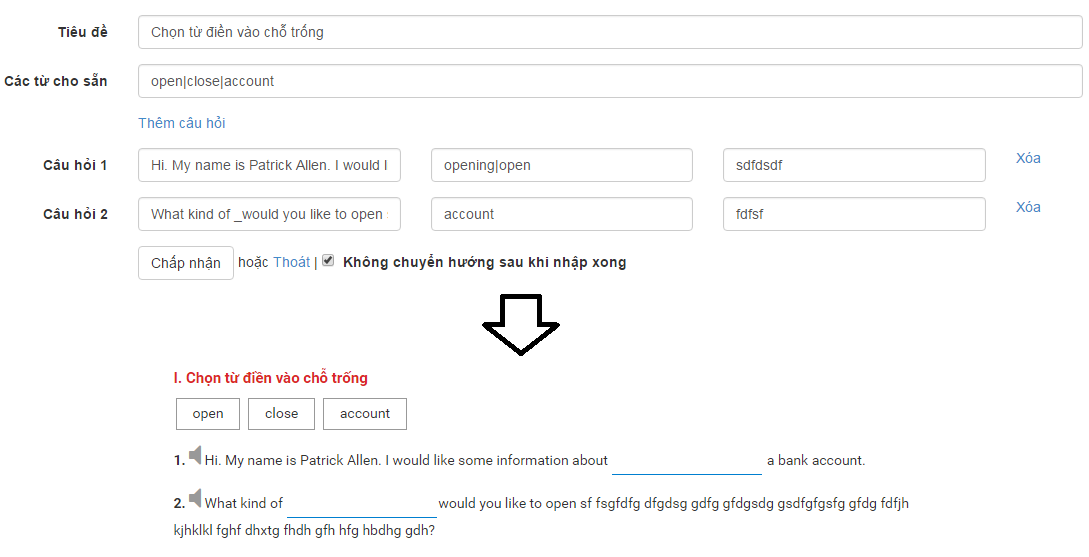 Tiêu đề Chọn từ điền vào chỗ trống
Các từ cho sẵn open|close|account
Thêm câu hỏi
Câu hỏi 1 Hi. My name is Patrick Allen. I would l opening|open sdfdsdf Xóa
Câu hỏi 2 What kind of _would you like to open account fdfsf Xóa
Chấp nhận hoặc Thoát | Không chuyển hướng sau khi nhập xong
I. Chọn từ điền vào chỗ trống
open close account
1. Hi. My name is Patrick Allen. I would like some information about a bank account.
2. What kind of would you like to open sf fsgfdfg dfgdsg gdfg gfdgsdg gsdfgfgsfg gfdg fdfjh
kjhklkl fghf dhxtg fhdh gfh hfg hbdhg gdh?